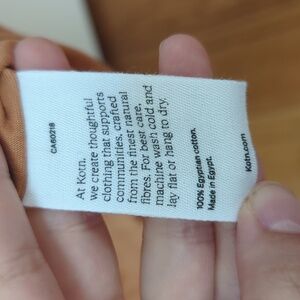 CA60218
At Kotn,
we create thoughtful
clothing that supports
communities, crafted
from the finest natural
fibres. For best care,
machine wash cold and
lay flat or hang to dry.
100% Egyptian cotton.
Made in Egypt.
Kotn.com